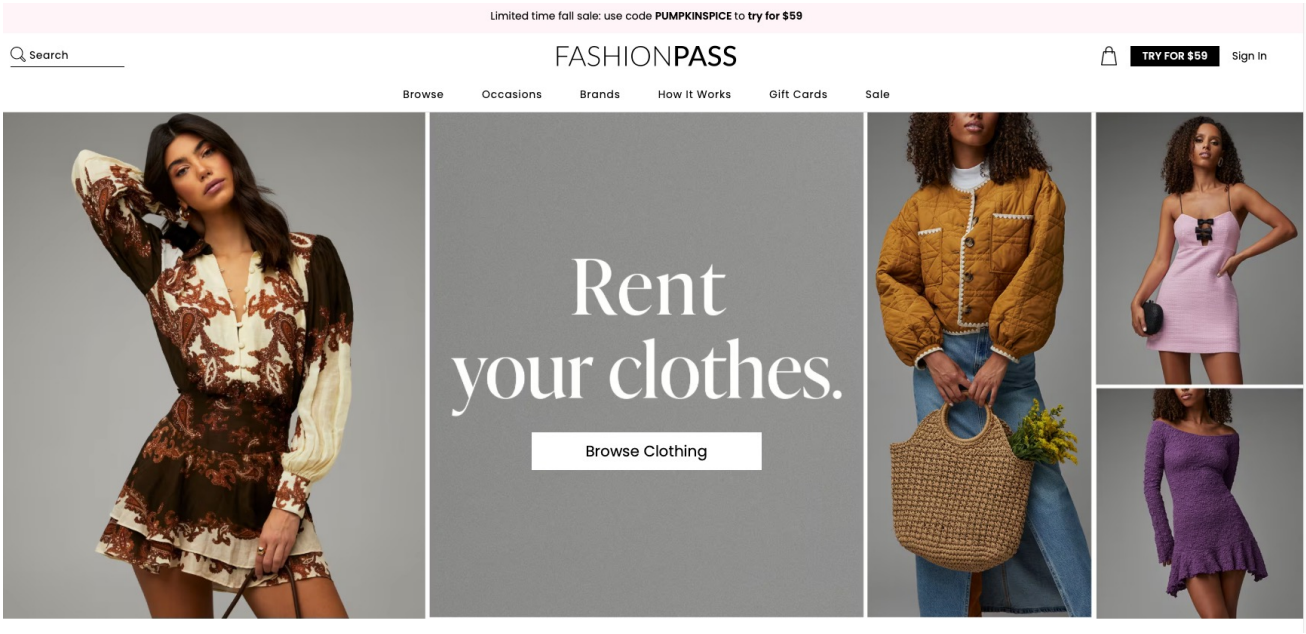 Limited time fall sale: use code PUMPKINSPICE to try for $59
Search
FASHIONPASS
TRY FOR $59
Sign In
Browse
Occasions
Brands
How It Works
Gift Cards
Sale
Rent
your clothes.
Browse Clothing